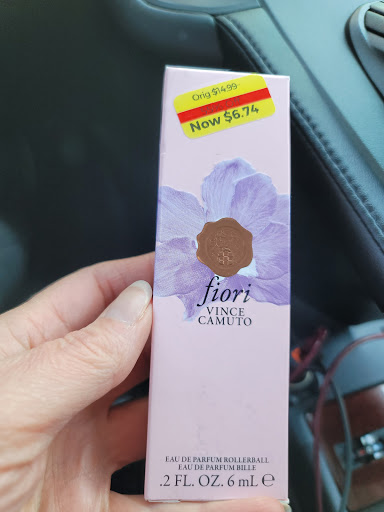 Orig $14.99
Now $6.74
fiori
VINCE
CAMUTO
EAU DE PARFUM ROLLERBALL
EAU DE PARFUM BILLE
.2 FL. OZ. 6 mL ℮